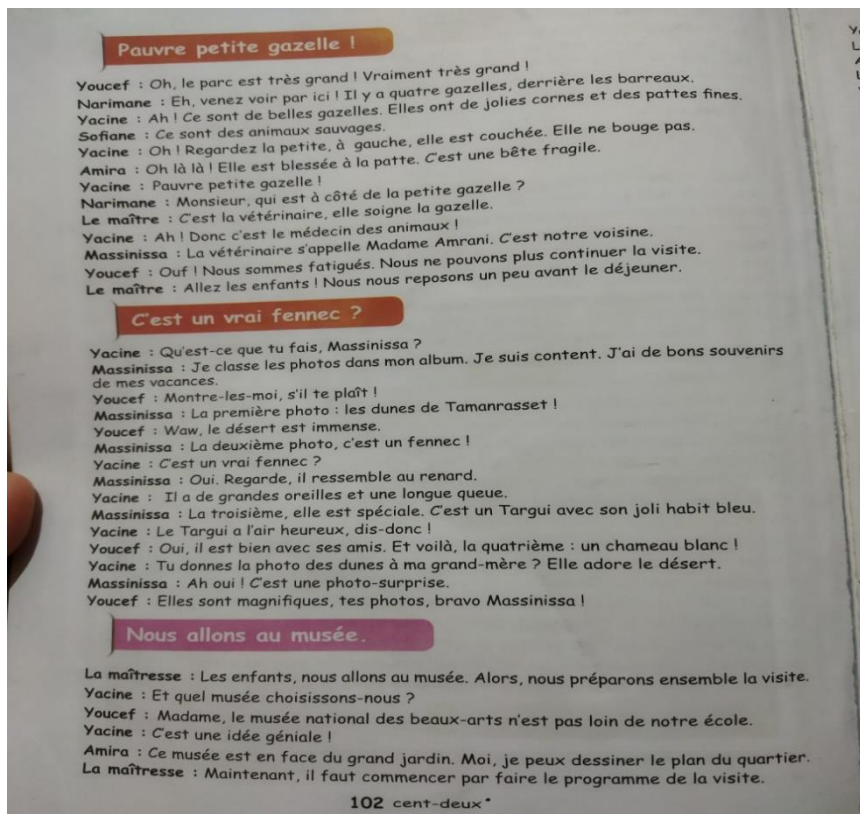 Pauvre petite gazelle !
Youcef : Oh, le parc est très grand ! Vraiment très grand !
Narimane : Eh, venez voir par ici ! Il y a quatre gazelles, derrière les barreaux.
Yacine : Ah ! Ce sont de belles gazelles. Elles ont de jolies cornes et des pattes fines.
Sofiane : Ce sont des animaux sauvages.
Yacine : Oh ! Regardez la petite, à gauche, elle est couchée. Elle ne bouge pas.
Amira : Oh là là ! Elle est blessée à la patte. C'est une bête fragile.
Yacine : Pauvre petite gazelle !
Narimane : Monsieur, qui est à côté de la petite gazelle ?
Le maître : C'est la vétérinaire, elle soigne la gazelle.
Yacine : Ah ! Donc c'est le médecin des animaux !
Massinissa : La vétérinaire s'appelle Madame Amrani. C'est notre voisine.
Youcef : Ouf ! Nous sommes fatigués. Nous ne pouvons plus continuer la visite.
Le maître : Allez les enfants ! Nous nous reposons un peu avant le déjeuner.
C'est un vrai fennec ?
Yacine : Qu'est-ce que tu fais, Massinissa ?
Massinissa : Je classe les photos dans mon album. Je suis content. J'ai de bons souvenirs
de mes vacances.
Youcef : Montre-les-moi, s'il te plaît !
Massinissa : La première photo : les dunes de Tamanrasset !
Youcef : Waw, le désert est immense.
Massinissa : La deuxième photo, c'est un fennec !
Yacine : C'est un vrai fennec ?
Massinissa : Oui. Regarde, il ressemble au renard.
Yacine : Il a de grandes oreilles et une longue queue.
Massinissa : La troisième, elle est spéciale. C'est un Targui avec son joli habit bleu.
Yacine : Le Targui a l'air heureux, dis-donc !
Youcef : Oui, il est bien avec ses amis. Et voilà, la quatrième : un chameau blanc !
Yacine : Tu donnes la photo des dunes à ma grand-mère ? Elle adore le désert.
Massinissa : Ah oui ! C'est une photo-surprise.
Youcef : Elles sont magnifiques, tes photos, bravo Massinissa !
Nous allons au musée.
La maîtresse : Les enfants, nous allons au musée. Alors, nous préparons ensemble la visite.
Yacine : Et quel musée choisissons-nous ?
Youcef : Madame, le musée national des beaux-arts n'est pas loin de notre école.
Yacine : C'est une idée géniale !
Amira : Ce musée est en face du grand jardin. Moi, je peux dessiner le plan du quartier.
La maîtresse : Maintenant, il faut commencer par faire le programme de la visite.
102 cent-deux